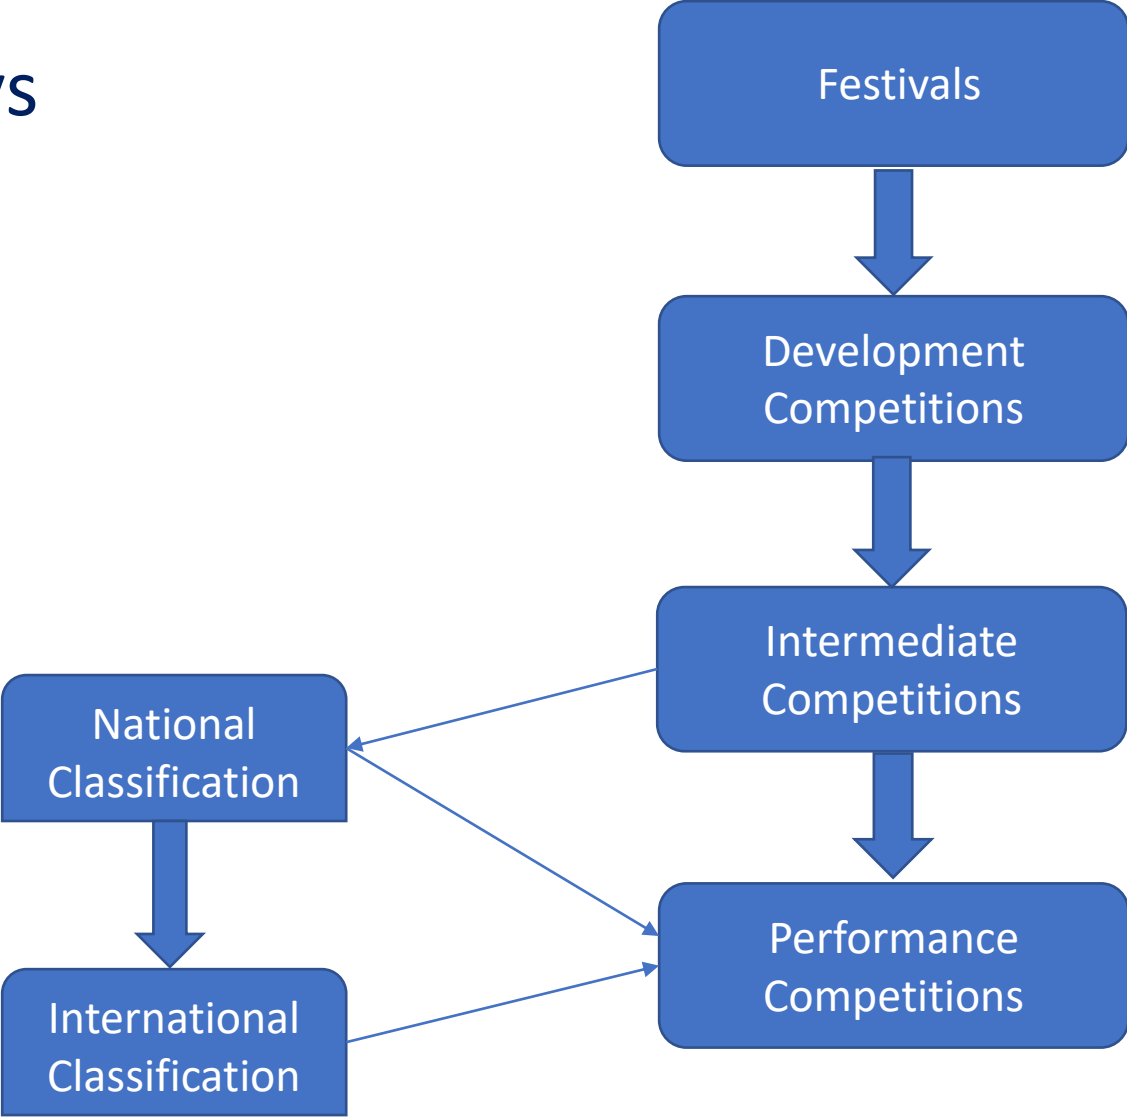 Festivals
Development
Competitions
Intermediate
Competitions
National
Classification
Performance
Competitions
International
Classification